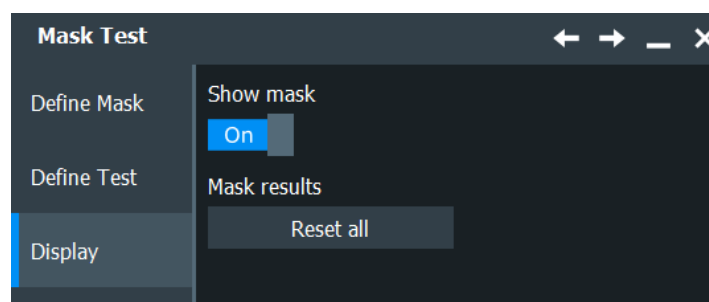 Mask Test
Define Mask
Define Test
Display
Show mask
On
Mask results
Reset all